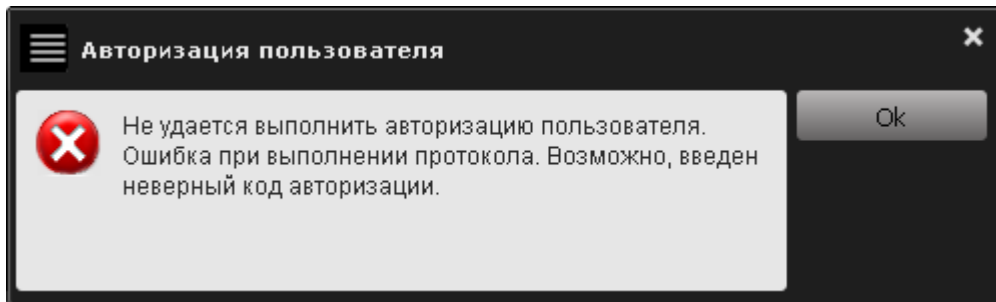 Авторизация пользователя
Не удается выполнить авторизацию пользователя.
Ошибка при выполнении протокола. Возможно, введен
неверный код авторизации.
Ok